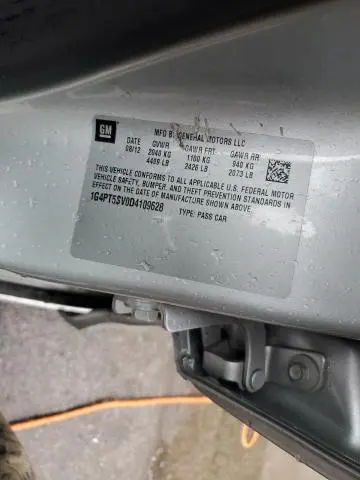 GM
MFD BY GENERAL MOTORS LLC
DATE GVWR GAWR FRT GAWR RR
08/12 2040 KG 1100 KG 940 KG
4499 LB 2426 LB 2073 LB
THIS VEHICLE CONFORMS TO ALL APPLICABLE U.S. FEDERAL MOTOR
VEHICLE SAFETY, BUMPER, AND THEFT PREVENTION STANDARDS IN
EFFECT ON THE DATE OF MANUFACTURE SHOWN ABOVE
1G4PT5SV0D4109628 TYPE: PASS CAR